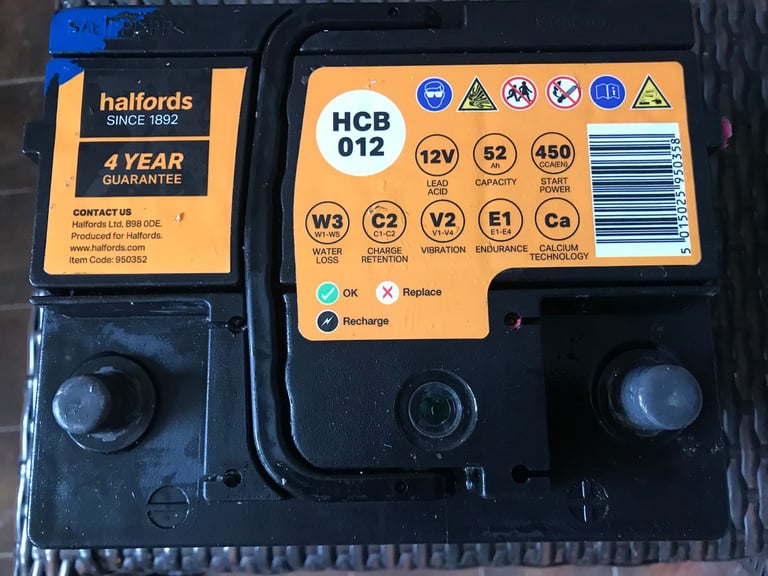 halfords
SINCE 1892
4 YEAR
GUARANTEE
CONTACT US
Halfords Ltd, B98 0DE.
Produced for Halfords.
www.halfords.com
Item Code: 950352
HCB
012
12V
LEAD
ACID
52
Ah
CAPACITY
450
CCA(EN)
START
POWER
W3
W1-W5
WATER
LOSS
C2
C1-C2
CHARGE
RETENTION
V2
V1-V4
VIBRATION
E1
E1-E4
ENDURANCE
Ca
CALCIUM
TECHNOLOGY
OK
Replace
Recharge
5 015025 950358